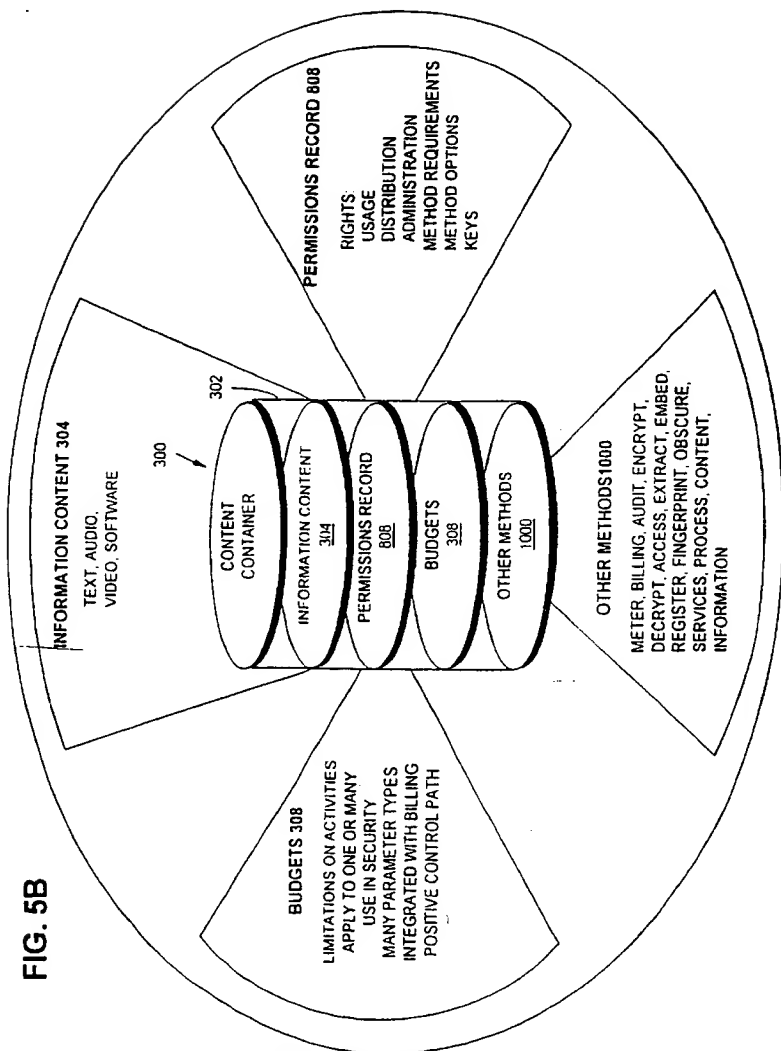 FIG. 5B
INFORMATION CONTENT 304
TEXT, AUDIO,
VIDEO, SOFTWARE
PERMISSIONS RECORD 808
RIGHTS:
USAGE
DISTRIBUTION
ADMINISTRATION
METHOD REQUIREMENTS
METHOD OPTIONS
KEYS
300
302
CONTENT
CONTAINER
INFORMATION CONTENT
304
PERMISSIONS RECORD
808
BUDGETS
308
OTHER METHODS
1000
BUDGETS 308
LIMITATIONS ON ACTIVITIES
APPLY TO ONE OR MANY
USE IN SECURITY
MANY PARAMETER TYPES
INTEGRATED WITH BILLING
POSITIVE CONTROL PATH
OTHER METHODS1000
METER, BILLING, AUDIT, ENCRYPT,
DECRYPT, ACCESS, EXTRACT, EMBED,
REGISTER, FINGERPRINT, OBSCURE,
SERVICES, PROCESS, CONTENT,
INFORMATION